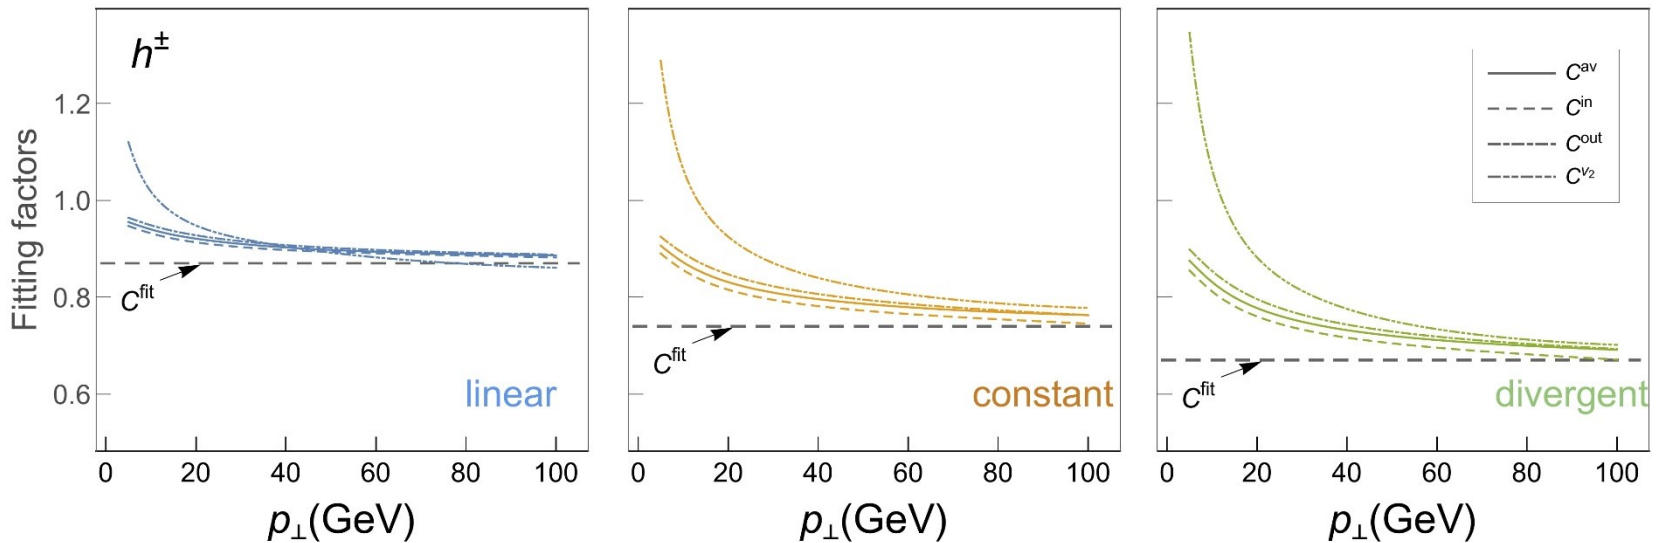 h±
Fitting factors
1.2
1.0
0.8
0.6
C^fit
linear
0 20 40 60 80 100
p⊥(GeV)
C^fit
constant
0 20 40 60 80 100
p⊥(GeV)
C^av
C^in
C^out
C^v₂
C^fit
divergent
0 20 40 60 80 100
p⊥(GeV)